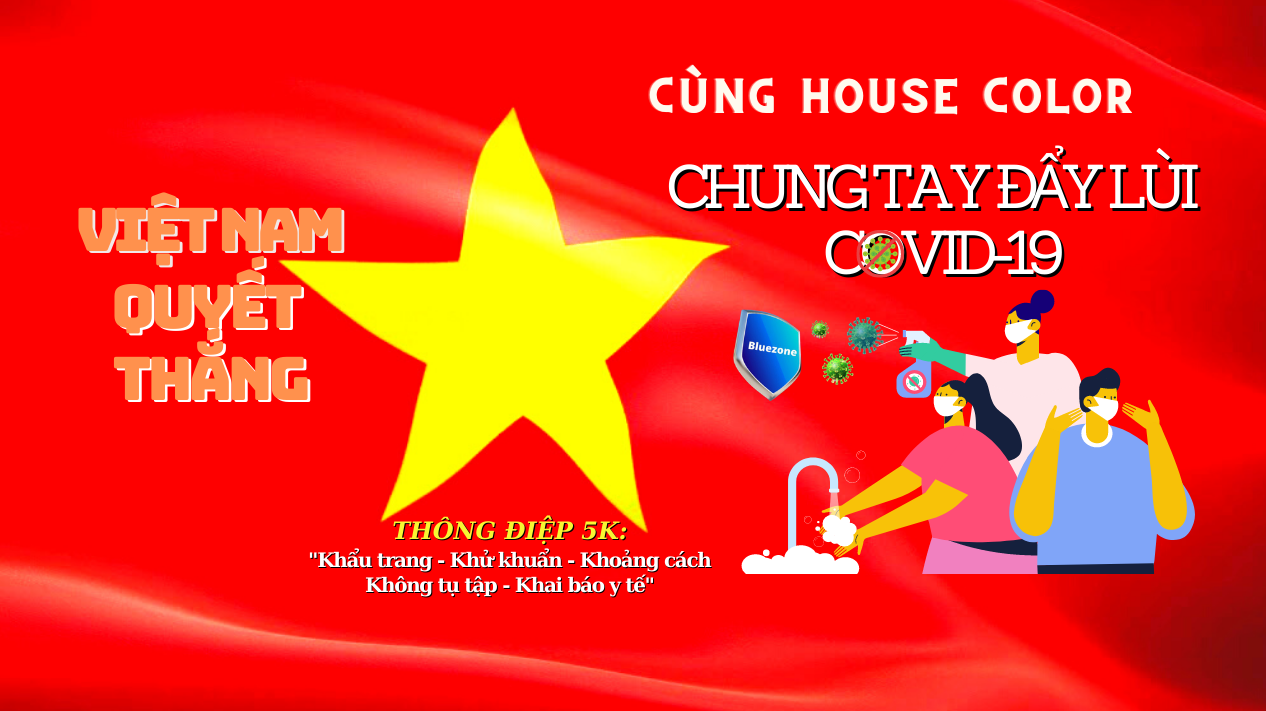 CÙNG HOUSE COLOR
CHUNG TAY ĐẨY LÙI
COVID-19
VIỆT NAM
QUYẾT
THẮNG
Bluezone
THÔNG ĐIỆP 5K:
"Khẩu trang - Khử khuẩn - Khoảng cách
Không tụ tập - Khai báo y tế"